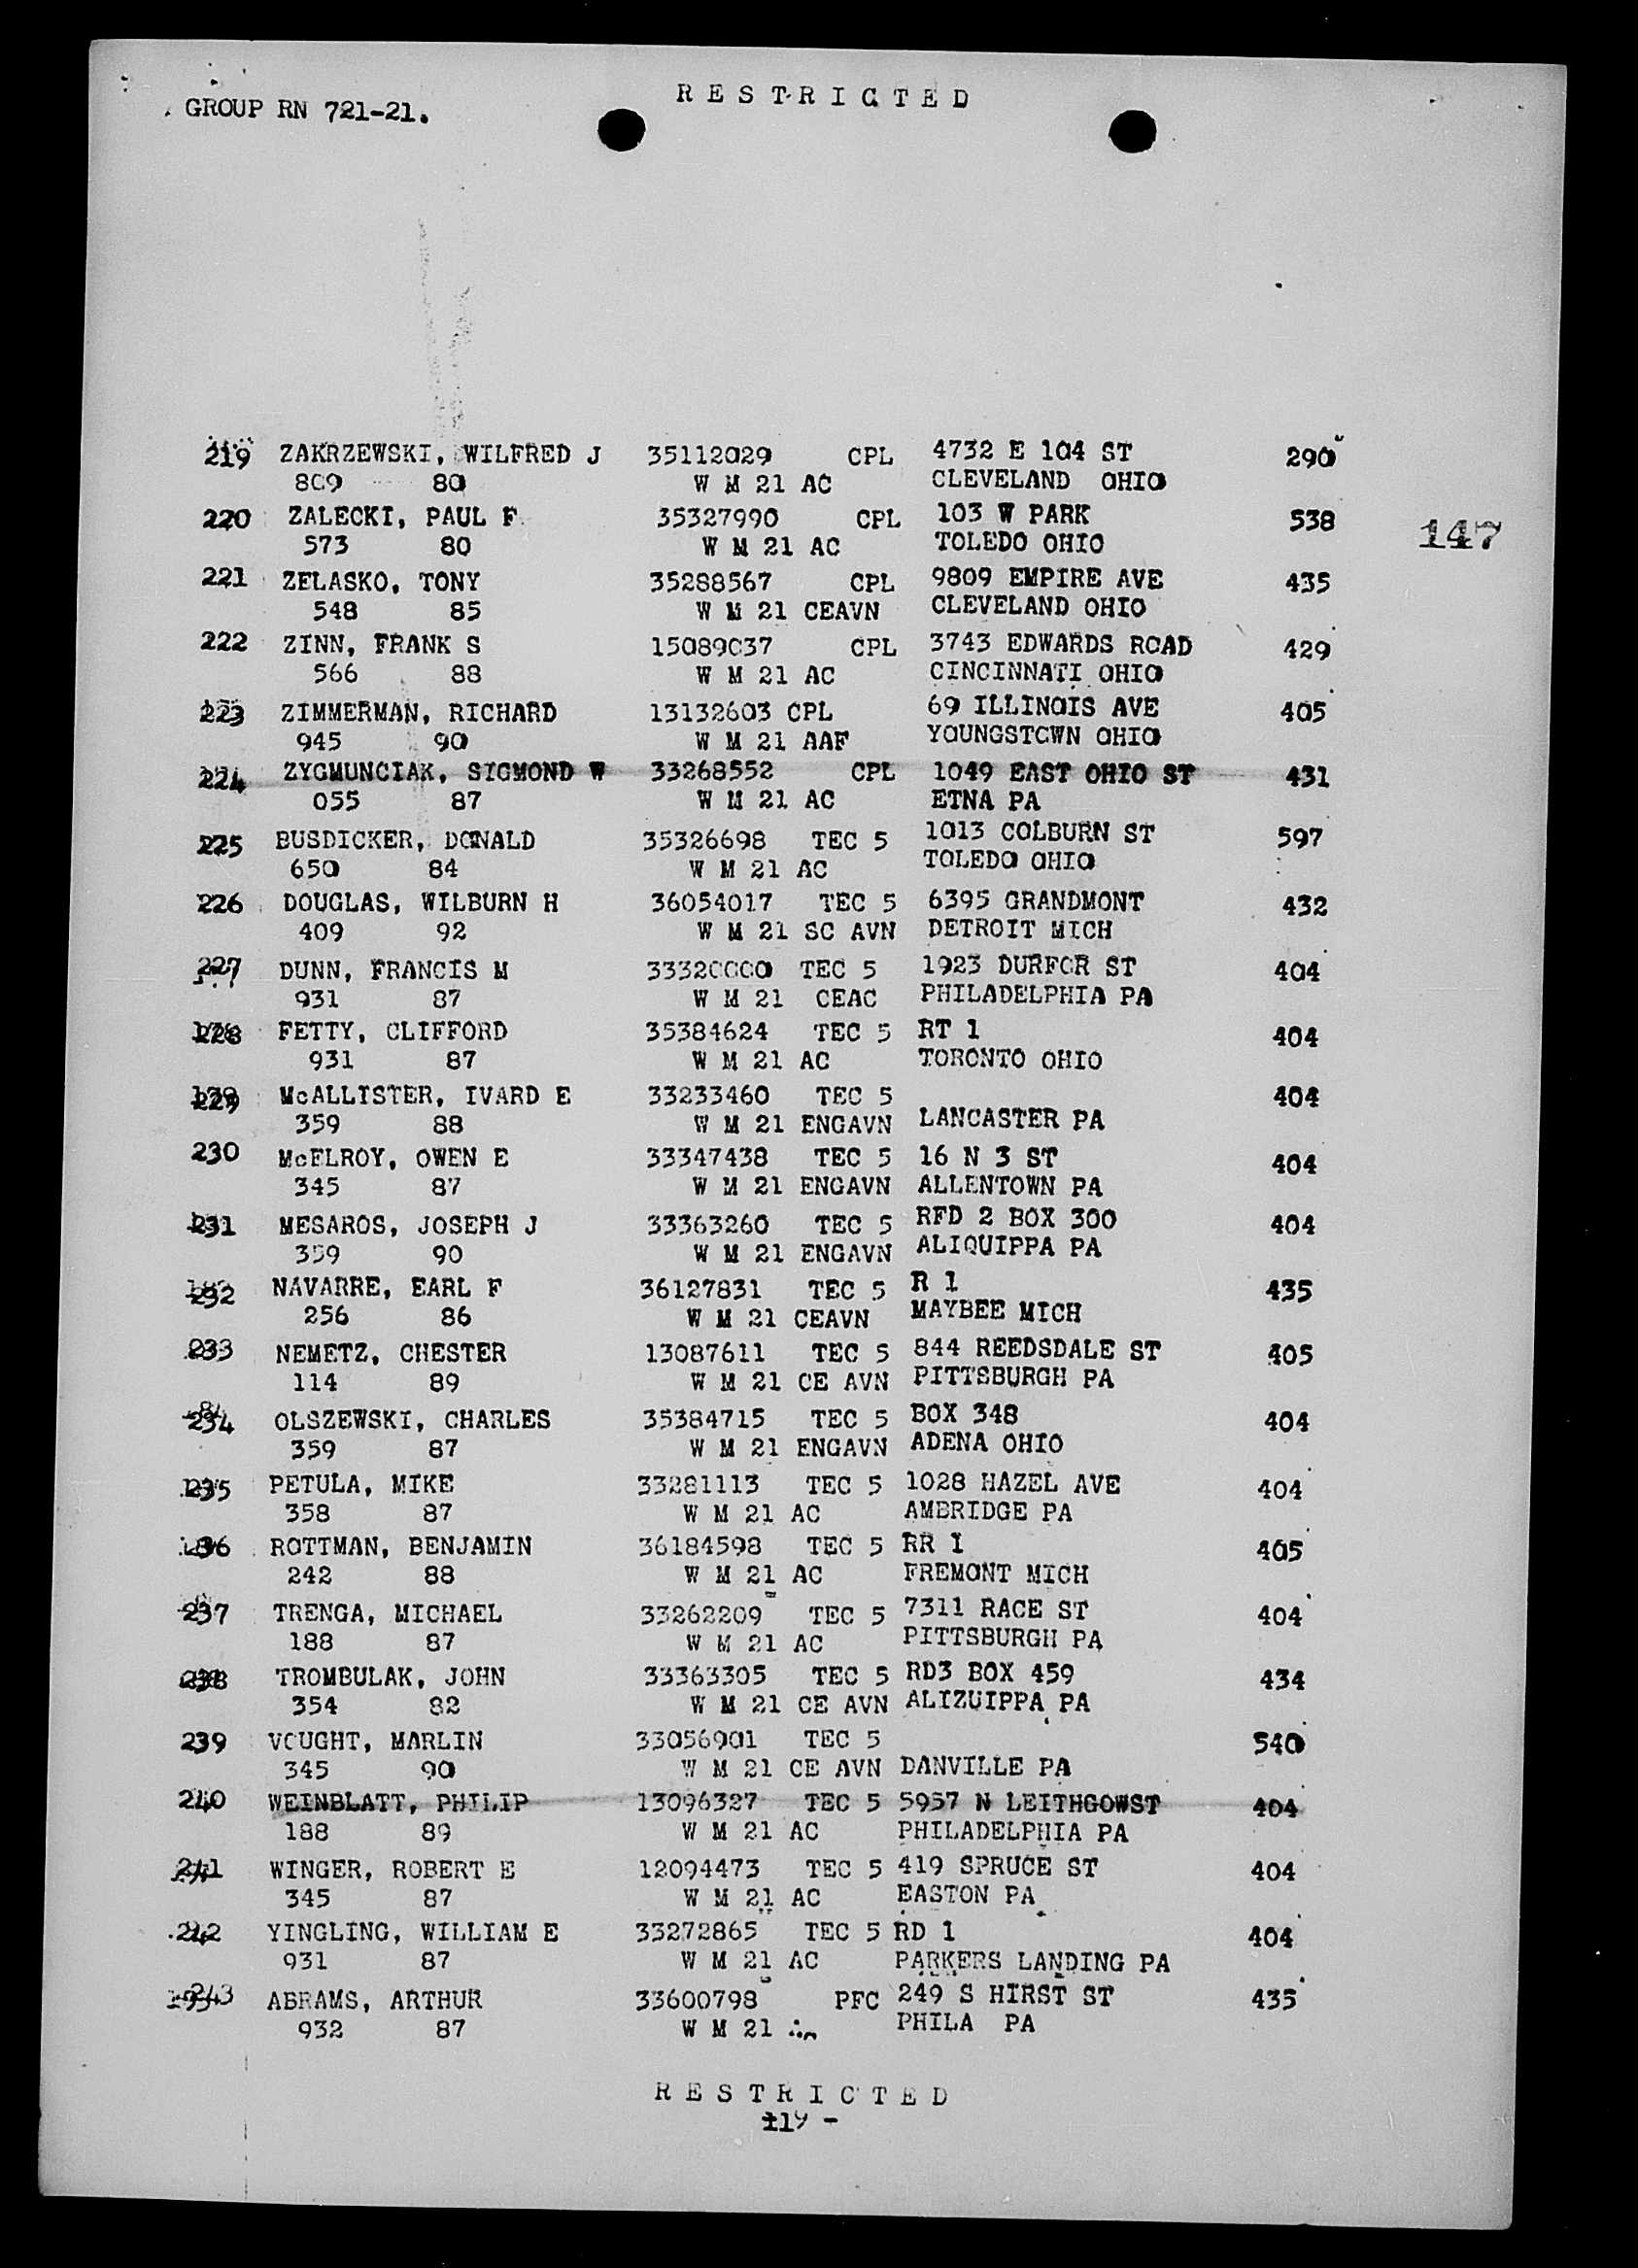 RESTRICTED
GROUP RN 721-21.
219 ZAKRZEWSKI, WILFRED J 35112029 CPL 4732 E 104 ST 290
809 80 W M 21 AC CLEVELAND OHIO
220 ZALECKI, PAUL F 35327990 CPL 103 W PARK 538
147
573 80 W M 21 AC TOLEDO OHIO
221 ZELASKO, TONY 35288567 CPL 9809 EMPIRE AVE 435
548 85 W M 21 CEAVN CLEVELAND OHIO
222 ZINN, FRANK S 15089037 CPL 3743 EDWARDS ROAD 429
566 88 W M 21 AC CINCINNATI OHIO
223 ZIMMERMAN, RICHARD 13132603 CPL 69 ILLINOIS AVE 405
945 90 W M 21 AAF YOUNGSTOWN OHIO
224 ZYGMUNCIAK, SIGMOND W 33268552 CPL 1049 EAST OHIO ST 431
055 87 W M 21 AC ETNA PA
225 BUSDICKER, DONALD 35326698 TEC 5 1013 COLBURN ST 597
650 84 W M 21 AC TOLEDO OHIO
226 DOUGLAS, WILBURN H 36054017 TEC 5 6395 GRANDMONT 432
409 92 W M 21 SC AVN DETROIT MICH
227 DUNN, FRANCIS M 33320000 TEC 5 1923 DURFOR ST 404
931 87 W M 21 CEAC PHILADELPHIA PA
228 FETTY, CLIFFORD 35384624 TEC 5 RT 1 404
931 87 W M 21 AC TORONTO OHIO
229 McALLISTER, IVARD E 33233460 TEC 5 404
359 88 W M 21 ENGAVN LANCASTER PA
230 McELROY, OWEN E 33347438 TEC 5 16 N 3 ST 404
345 87 W M 21 ENGAVN ALLENTOWN PA
231 MESAROS, JOSEPH J 33363260 TEC 5 RFD 2 BOX 300 404
359 90 W M 21 ENGAVN ALIQUIPPA PA
232 NAVARRE, EARL F 36127831 TEC 5 R 1 435
256 86 W M 21 CEAVN MAYBEE MICH
233 NEMETZ, CHESTER 13087611 TEC 5 844 REEDSDALE ST 405
114 89 W M 21 CE AVN PITTSBURGH PA
234 OLSZEWSKI, CHARLES 35384715 TEC 5 BOX 348 404
359 87 W M 21 ENGAVN ADENA OHIO
235 PETULA, MIKE 33281113 TEC 5 1028 HAZEL AVE 404
358 87 W M 21 AC AMBRIDGE PA
236 ROTTMAN, BENJAMIN 36184598 TEC 5 RR 1 405
242 88 W M 21 AC FREMONT MICH
237 TRENGA, MICHAEL 33262209 TEC 5 7311 RACE ST 404
188 87 W M 21 AC PITTSBURGH PA
238 TROMBULAK, JOHN 33363305 TEC 5 RD3 BOX 459 434
354 82 W M 21 CE AVN ALIZUIPPA PA
239 VOUGHT, MARLIN 33056901 TEC 5 540
345 90 W M 21 CE AVN DANVILLE PA
240 WEINBLATT, PHILIP 13096327 TEC 5 5957 N LEITHGOWST 404
188 89 W M 21 AC PHILADELPHIA PA
241 WINGER, ROBERT E 12094473 TEC 5 419 SPRUCE ST 404
345 87 W M 21 AC EASTON PA
242 YINGLING, WILLIAM E 33272865 TEC 5 RD 1 404
931 87 W M 21 AC PARKERS LANDING PA
243 ABRAMS, ARTHUR 33600798 PFC 249 S HIRST ST 435
932 87 W M 21 PHILA PA
RESTRICTED